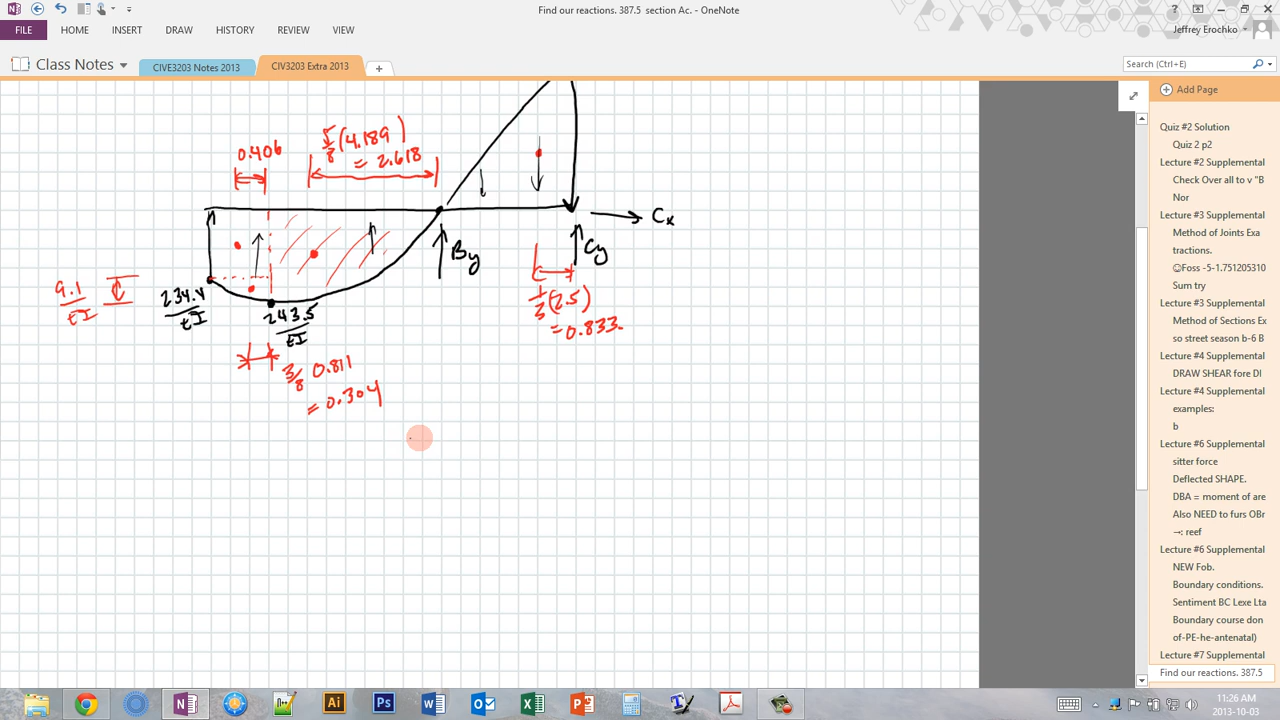 Find our reactions. 387.5 section Ac. - OneNote
FILE HOME INSERT DRAW HISTORY REVIEW VIEW
Jeffrey Erochko
Class Notes
CIVE3203 Notes 2013
CIV3203 Extra 2013
Search (Ctrl+E)
Add Page
Quiz #2 Solution
Quiz 2 p2
Lecture #2 Supplemental
Check Over all to v "B
Nor
Lecture #3 Supplemental
Method of Joints Exa
tractions.
☺Foss -5-1.751205310
Sum try
Lecture #3 Supplemental
Method of Sections Ex
so street season b-6 B
Lecture #4 Supplemental
DRAW SHEAR fore DI
Lecture #4 Supplemental
examples:
b
Lecture #6 Supplemental
sitter force
Deflected SHAPE.
DBA = moment of are
Also NEED to furs OBr
→: reef
Lecture #6 Supplemental
NEW Fob.
Boundary conditions.
Sentiment BC Lexe Lta
Boundary course don
of-PE-he-antenatal)
Lecture #7 Supplemental
Find our reactions. 387.5
0.406
5/8 (4.189)
= 2.618
Cx
By
Cy
9.1/EI
234.4/EI
243.5/EI
1/3 (2.5)
= 0.833
3/8 0.811
= 0.304
11:26 AM
2013-10-03